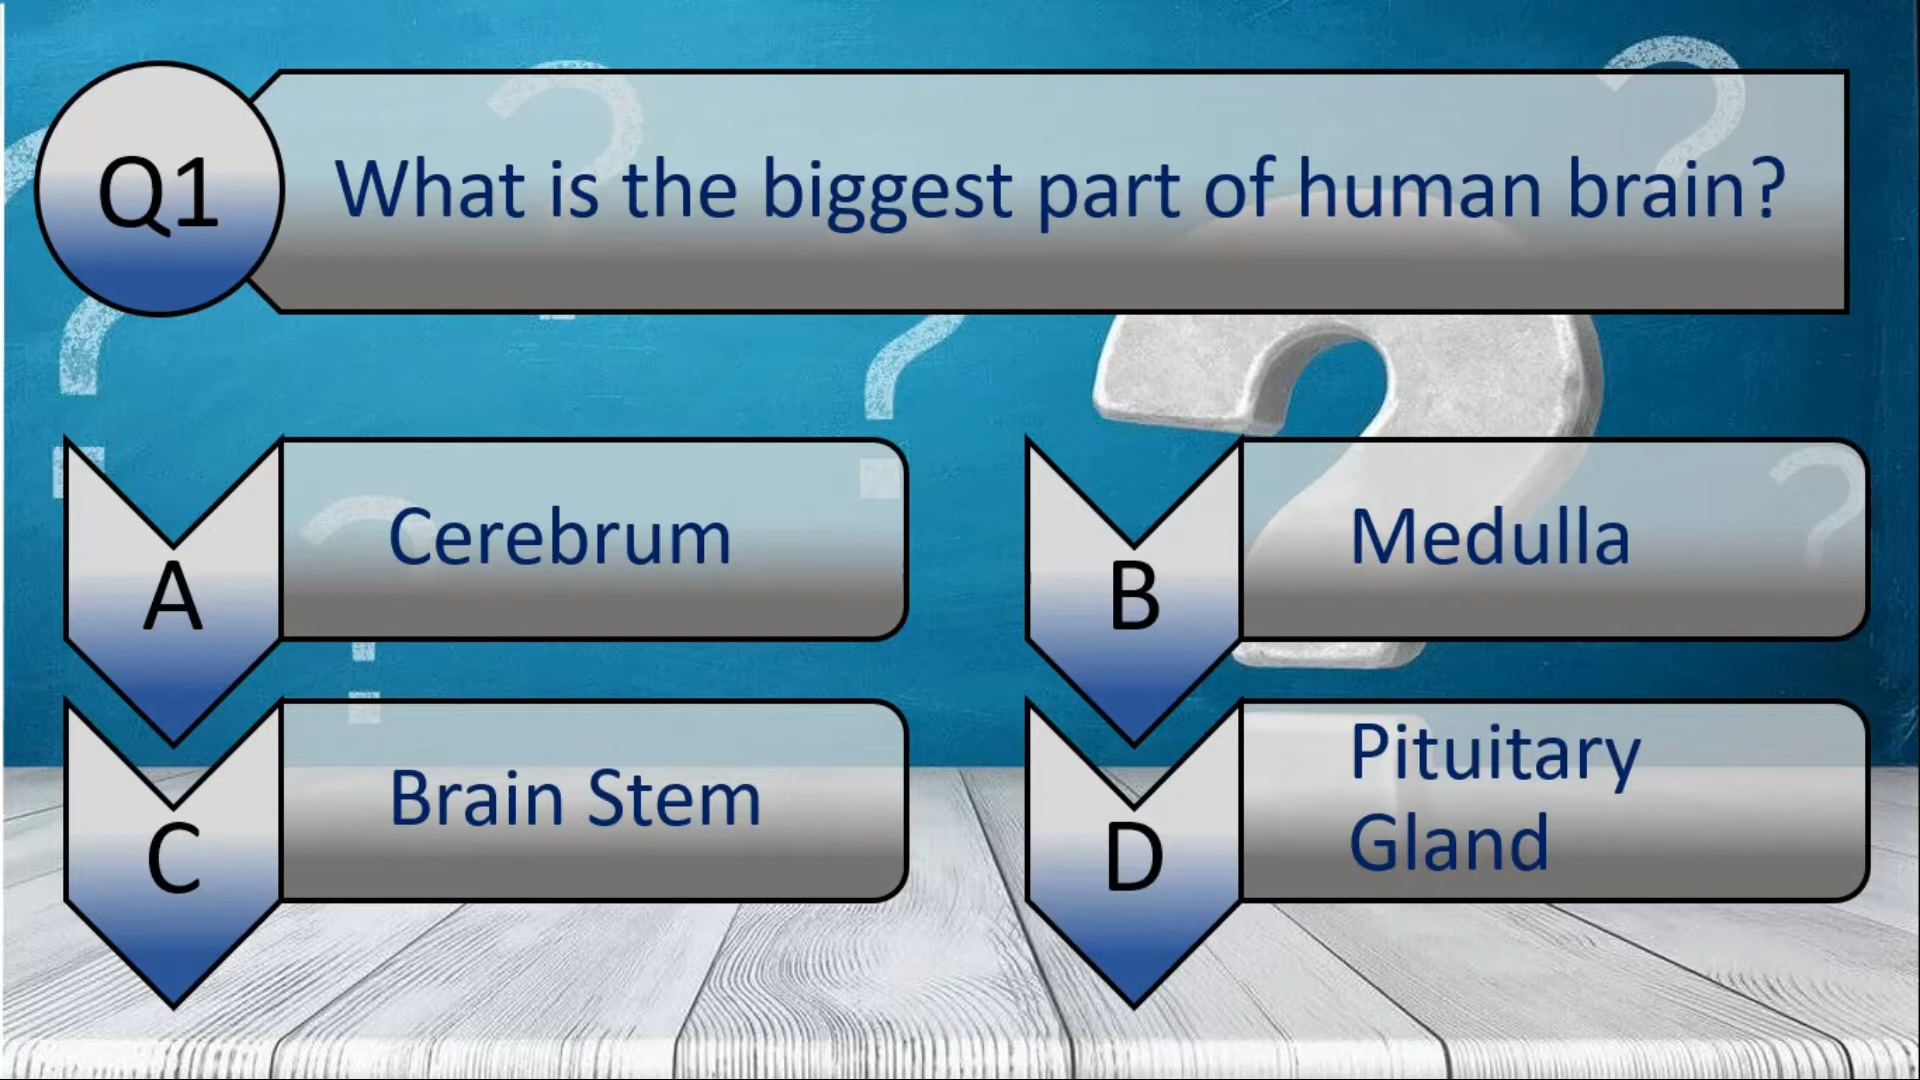 Q1
What is the biggest part of human brain?
A
Cerebrum
B
Medulla
C
Brain Stem
D
Pituitary
Gland